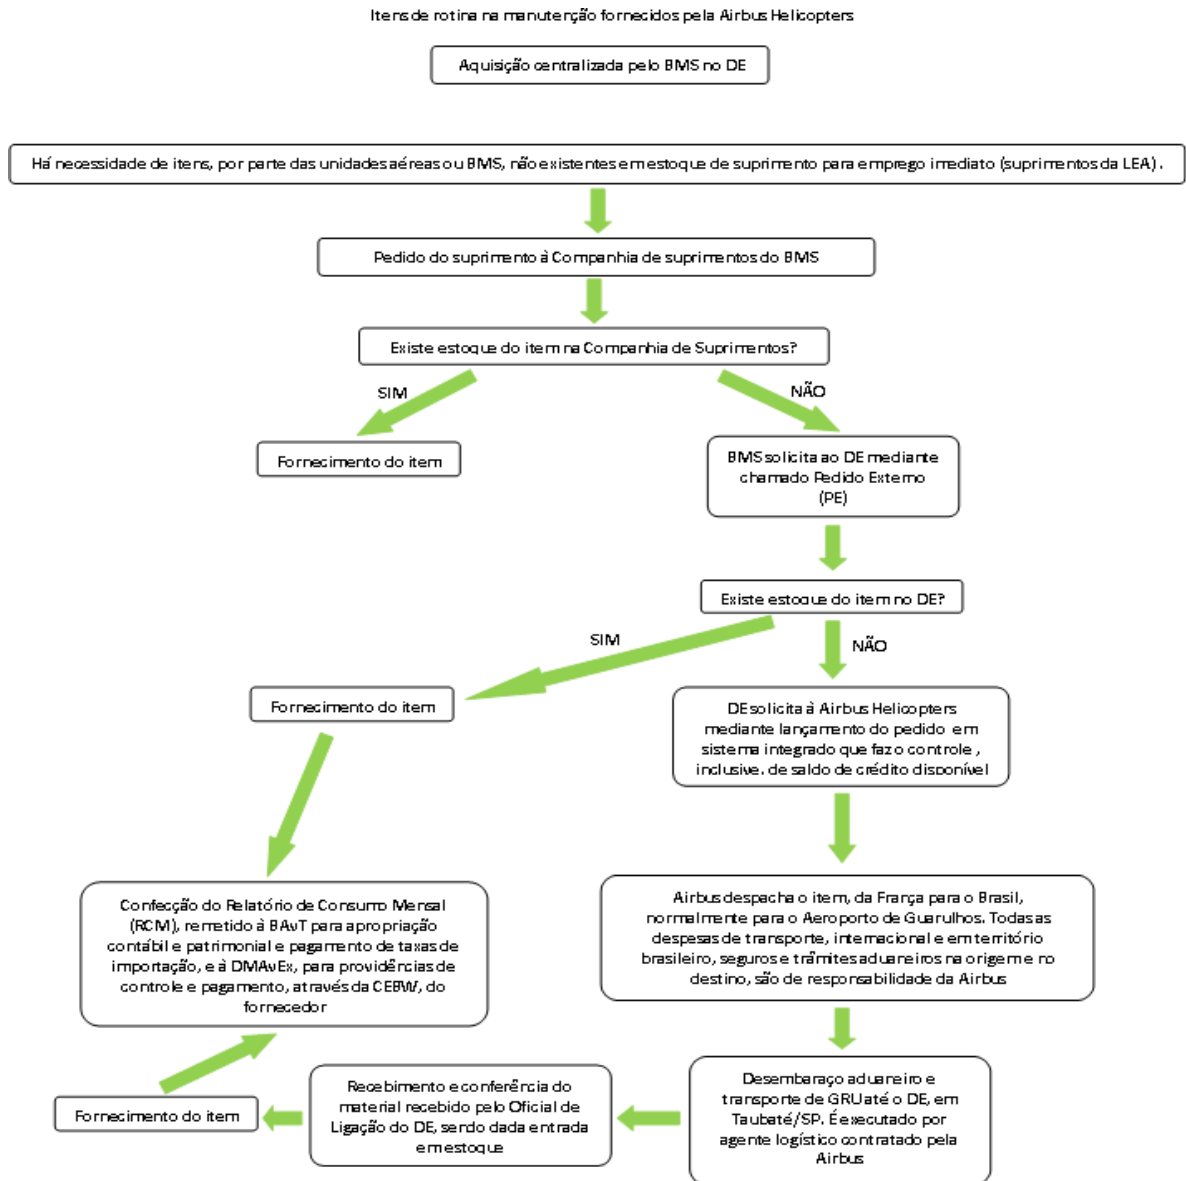 Itens de rotina na manutenção fornecidos pela Airbus Helicopters
Aquisição centralizada pelo BMS no DE
Há necessidade de itens, por parte das unidades aéreas ou BMS, não existentes em estoque de suprimento para emprego imediato (suprimentos da LEA).
Pedido do suprimento à Companhia de suprimentos do BMS
Existe estoque do item na Companhia de Suprimentos?
SIM
NÃO
Fornecimento do item
BMS solicita ao DE mediante
chamado Pedido Externo
(PE)
Existe estoque do item no DE?
SIM
NÃO
Fornecimento do item
DE solicita à Airbus Helicopters
mediante lançamento do pedido em
sistema integrado que faz o controle,
inclusive, de saldo de crédito disponível
Confecção do Relatório de Consumo Mensal
(RCM), remetido à BAvT para apropriação
contábil e patrimonial e pagamento de taxas de
importação, e à DMAvEx, para providências de
controle e pagamento, através da CEBW, do
fornecedor
Airbus despacha o item, da França para o Brasil,
normalmente para o Aeroporto de Guarulhos. Todas as
despesas de transporte, internacional e em território
brasileiro, seguros e trâmites aduaneiros na origem e no
destino, são de responsabilidade da Airbus
Desembaraço aduaneiro e
transporte de GRU até o DE, em
Taubaté/SP. É executado por
agente logístico contratado pela
Airbus
Recebimento e conferência do
material recebido pelo Oficial de
Ligação do DE, sendo dada entrada
em estoque
Fornecimento do item